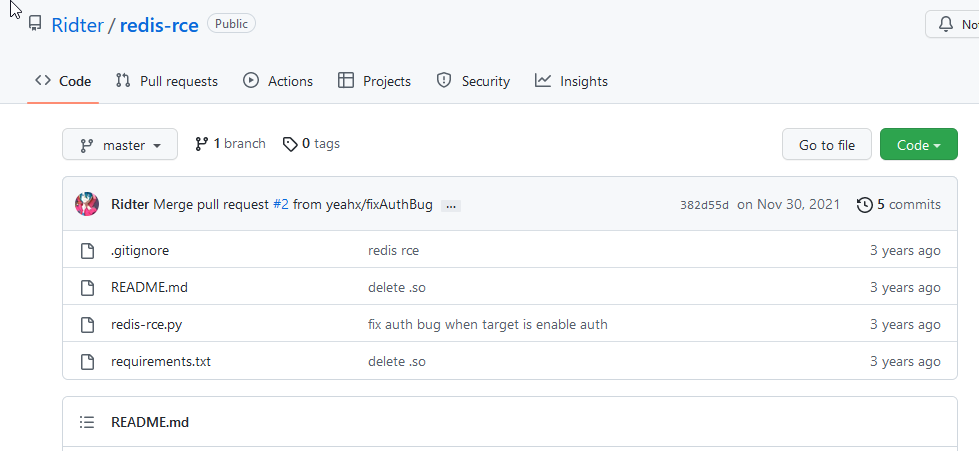 Ridter / redis-rce Public No
Code Pull requests Actions Projects Security Insights
master 1 branch 0 tags Go to file Code
Ridter Merge pull request #2 from yeahx/fixAuthBug ... 382d55d on Nov 30, 2021 5 commits
.gitignore redis rce 3 years ago
README.md delete .so 3 years ago
redis-rce.py fix auth bug when target is enable auth 3 years ago
requirements.txt delete .so 3 years ago
README.md